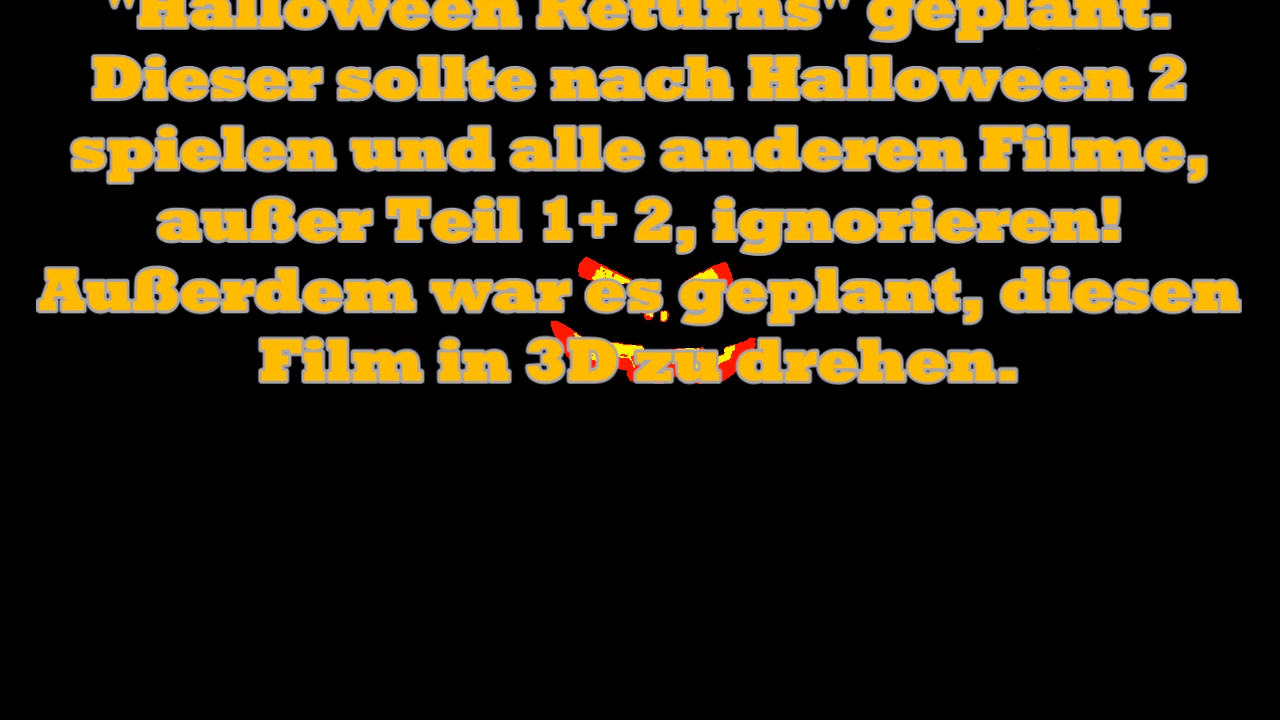 "Halloween Returns" geplant.
Dieser sollte nach Halloween 2
spielen und alle anderen Filme,
außer Teil 1+ 2, ignorieren!
Außerdem war es geplant, diesen
Film in 3D zu drehen.